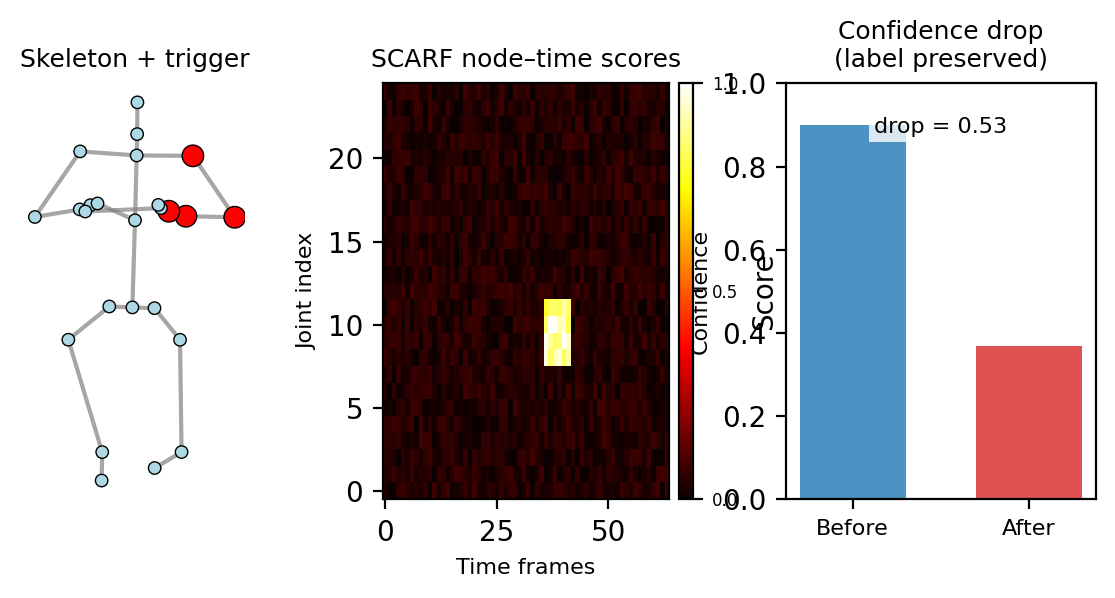 Skeleton + trigger
SCARF node–time scores
Joint index
20
15
10
5
0
0
25
50
Time frames
1.0
0.5
0.0
Confidence
Confidence drop
(label preserved)
Score
1.0
0.8
0.6
0.4
0.2
0.0
drop = 0.53
Before
After